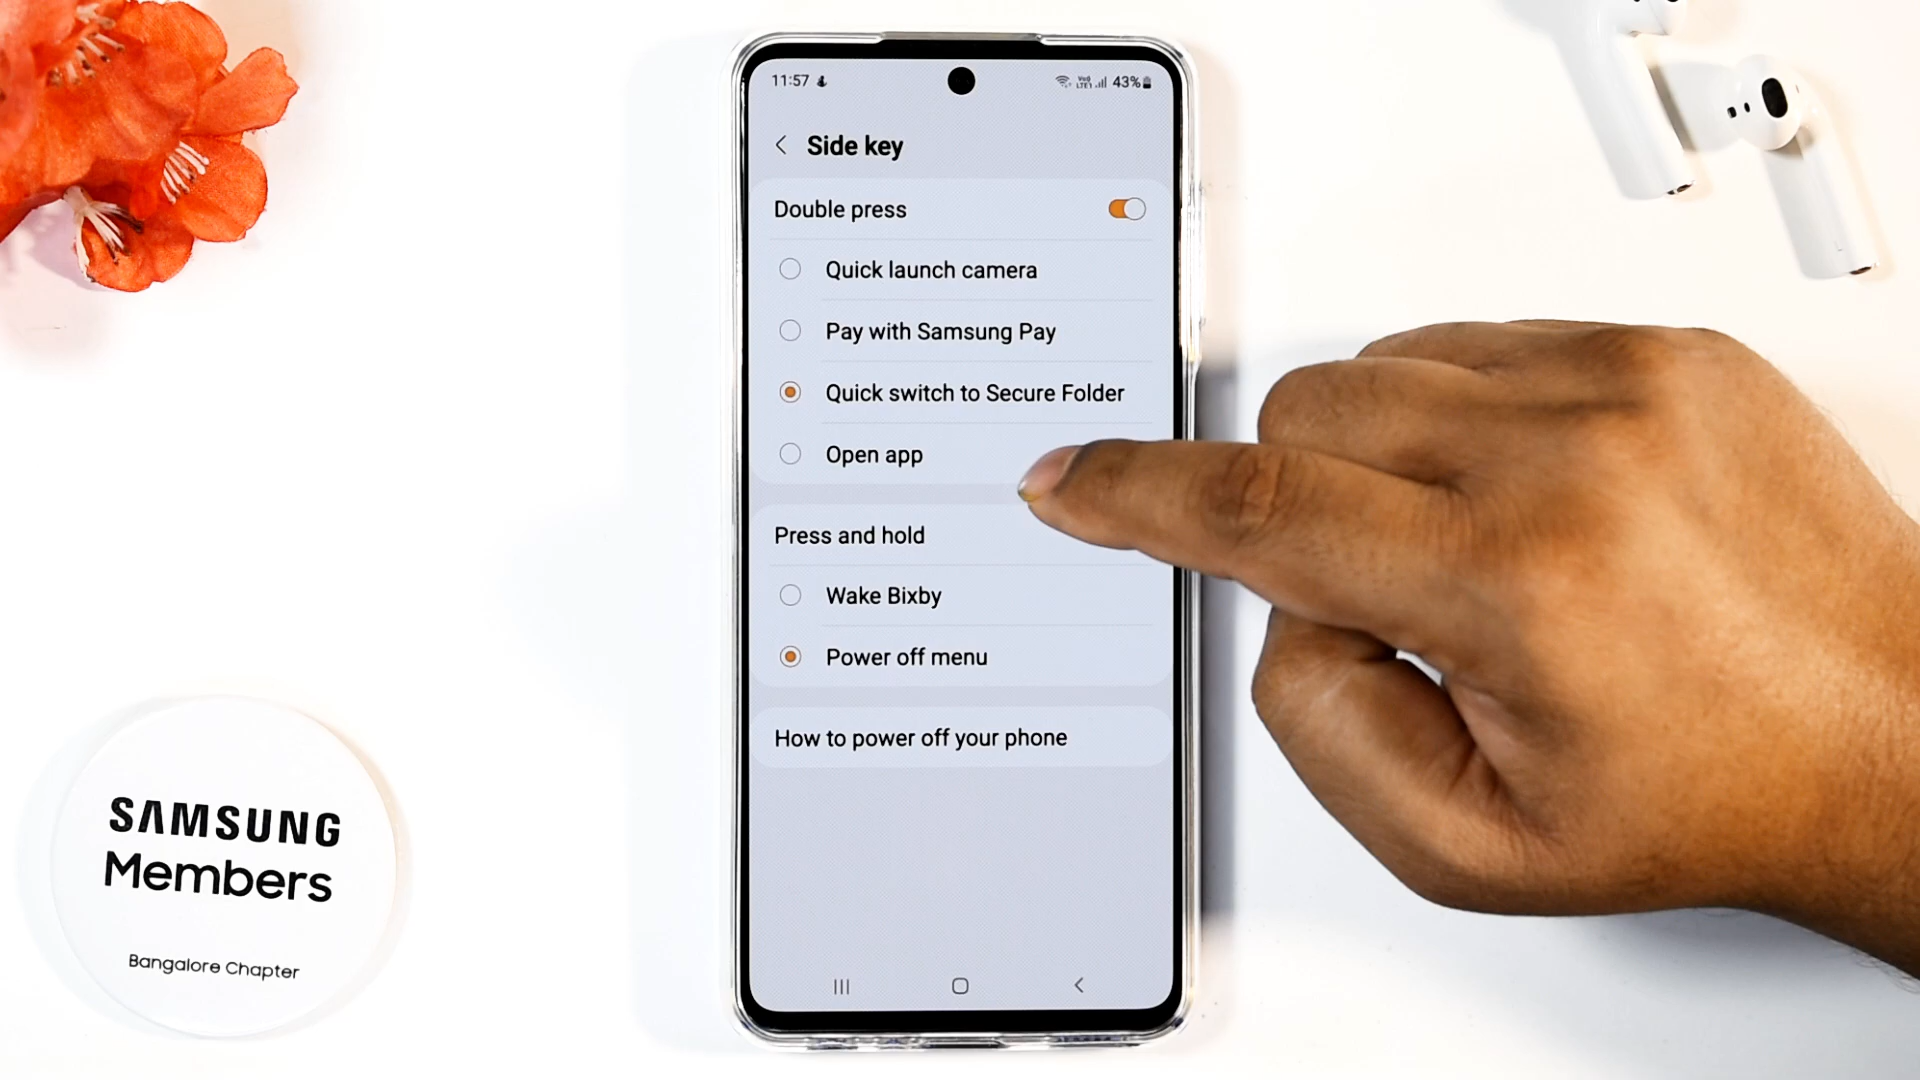 11:57
VoLTE1 43%
Side key
Double press
Quick launch camera
Pay with Samsung Pay
Quick switch to Secure Folder
Open app
Press and hold
Wake Bixby
Power off menu
How to power off your phone
SAMSUNG
Members
Bangalore Chapter